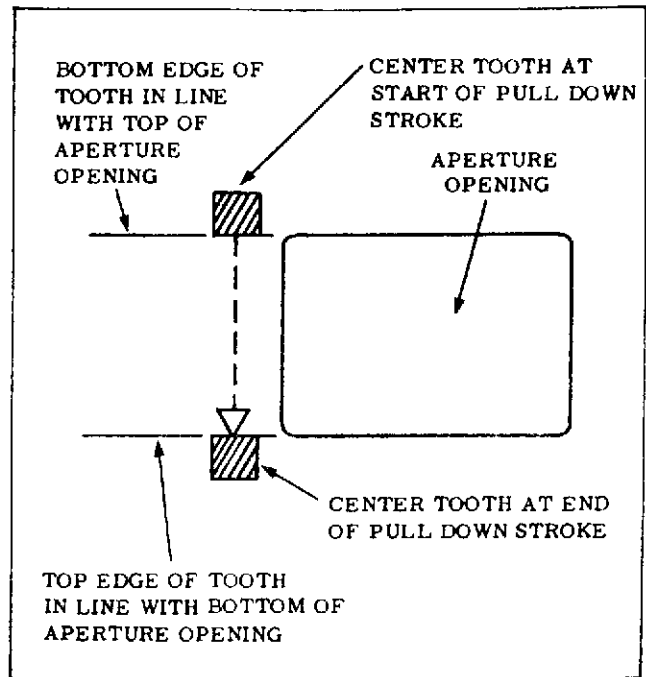 BOTTOM EDGE OF
TOOTH IN LINE
WITH TOP OF
APERTURE
OPENING
CENTER TOOTH AT
START OF PULL DOWN
STROKE
APERTURE
OPENING
CENTER TOOTH AT END
OF PULL DOWN STROKE
TOP EDGE OF TOOTH
IN LINE WITH BOTTOM OF
APERTURE OPENING